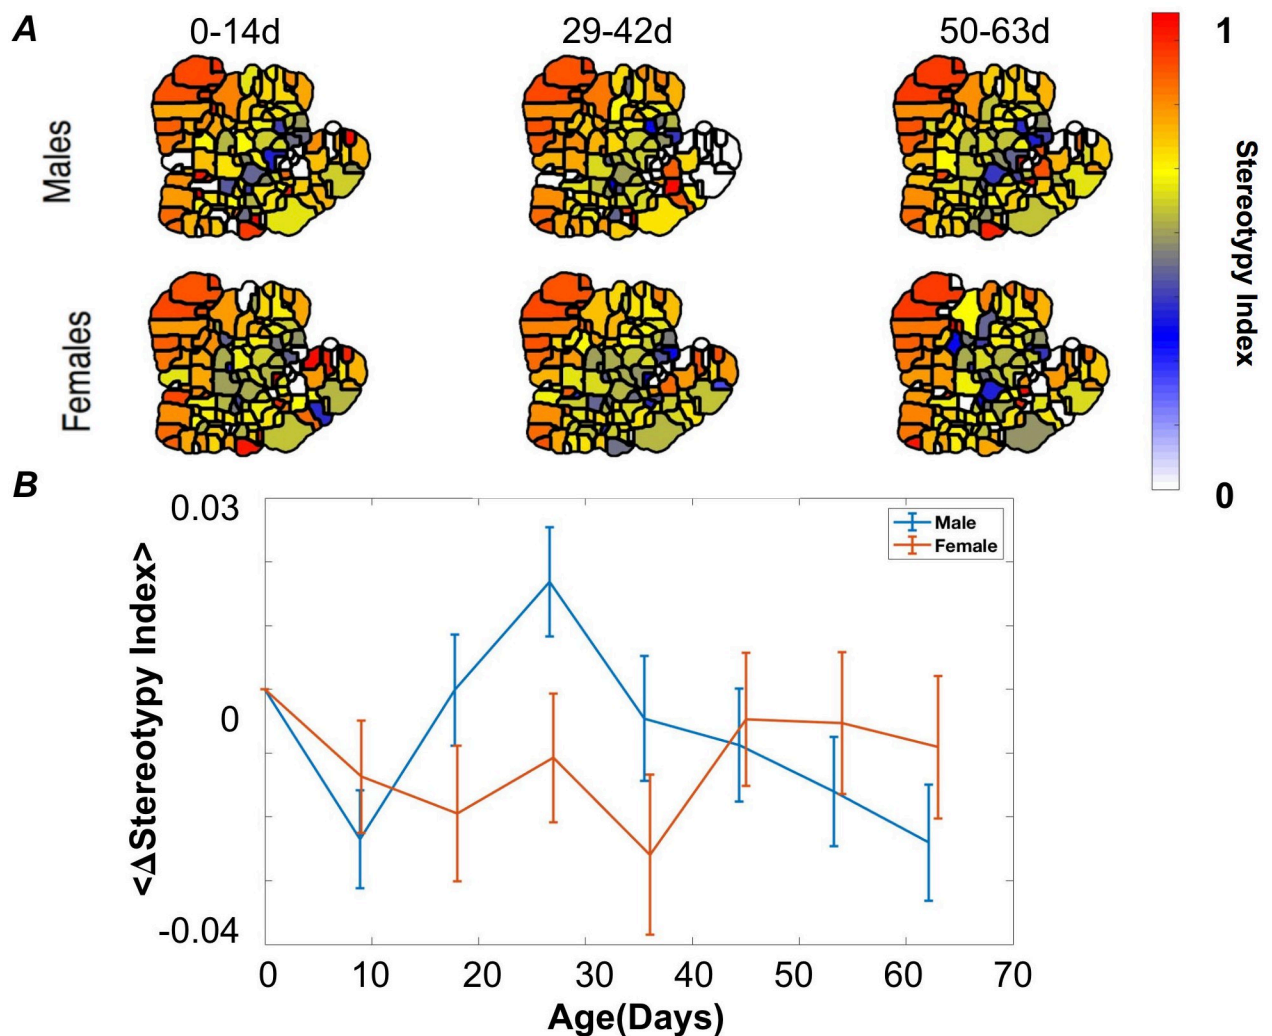 A
0-14d
29-42d
50-63d
1
Males
Females
Stereotypy Index
0
B
0.03
0
-0.04
<ΔStereotypy Index>
Male
Female
0 10 20 30 40 50 60 70
Age(Days)